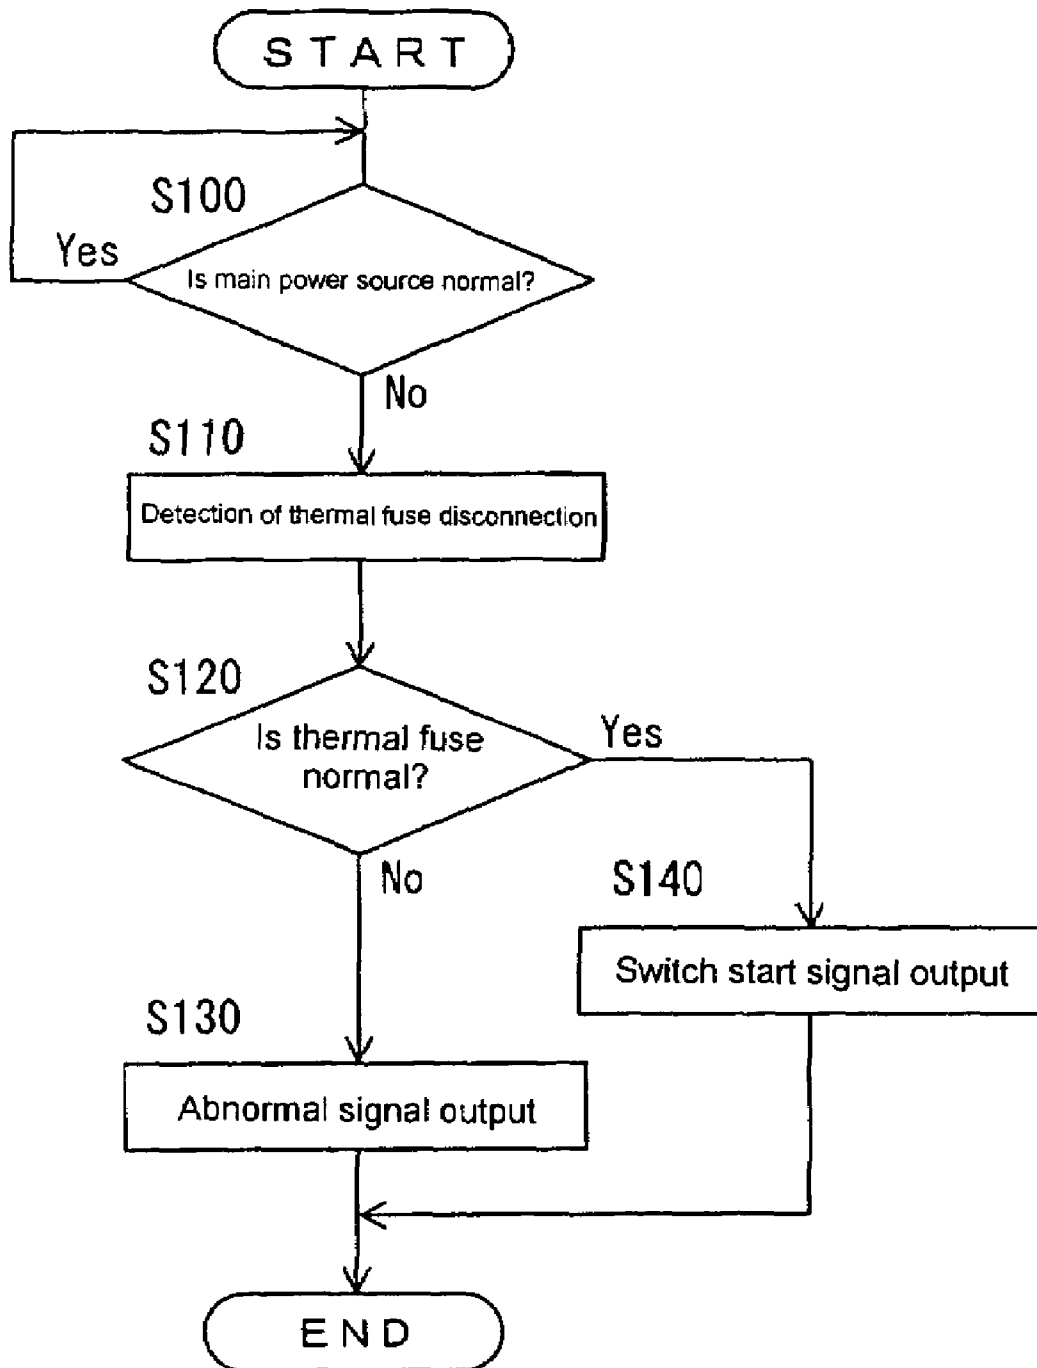 START
S100
Yes
Is main power source normal?
No
S110
Detection of thermal fuse disconnection
S120
Is thermal fuse
normal?
Yes
No
S140
Switch start signal output
S130
Abnormal signal output
END